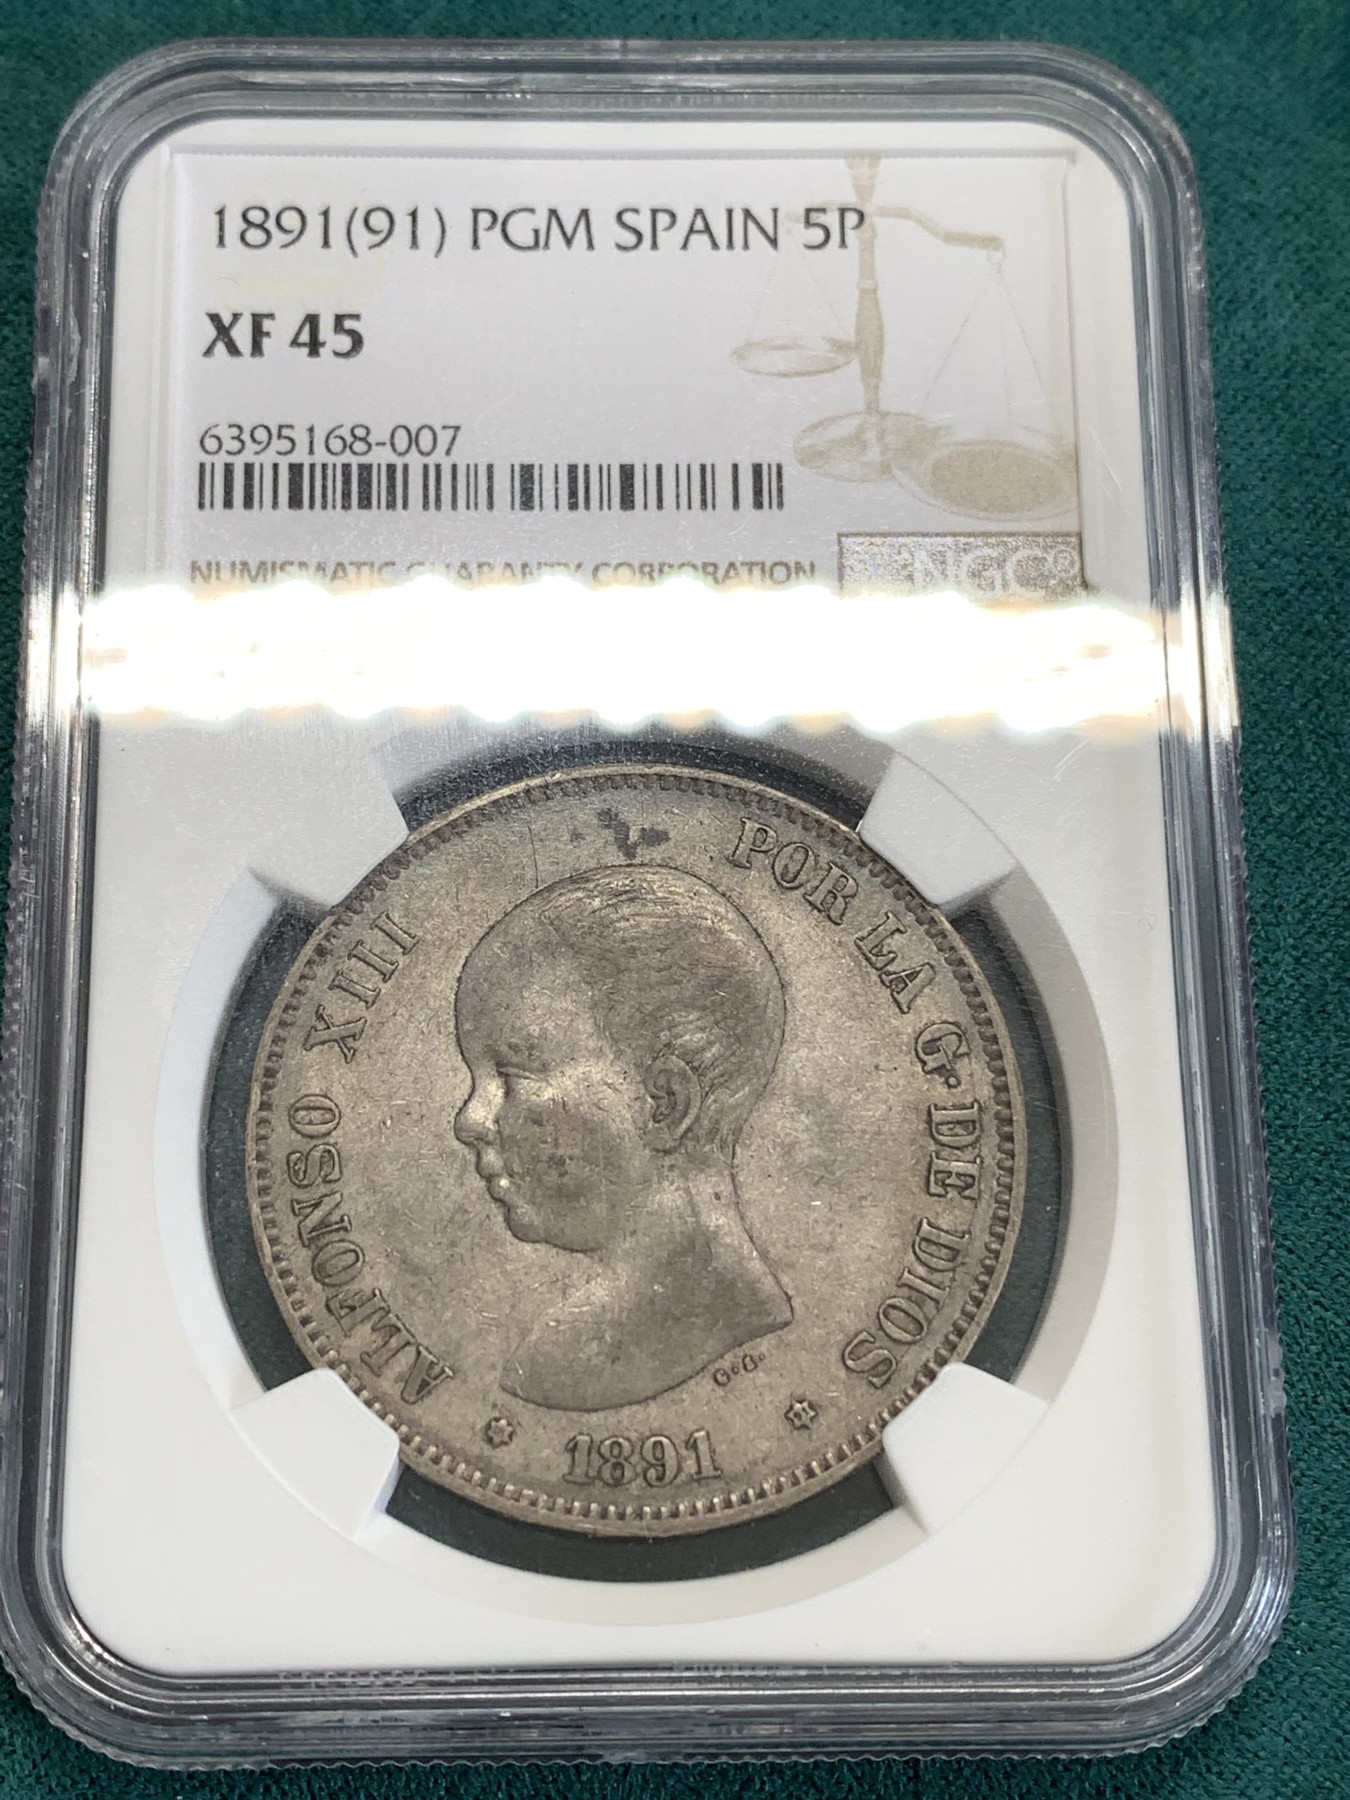 1891(91) PGM SPAIN 5P
XF 45
6395168-007
NUMISMATIC GUARANTY CORPORATION
NGC®
ALFONSO XIII POR LA G. DE DIOS
G.S.
1891